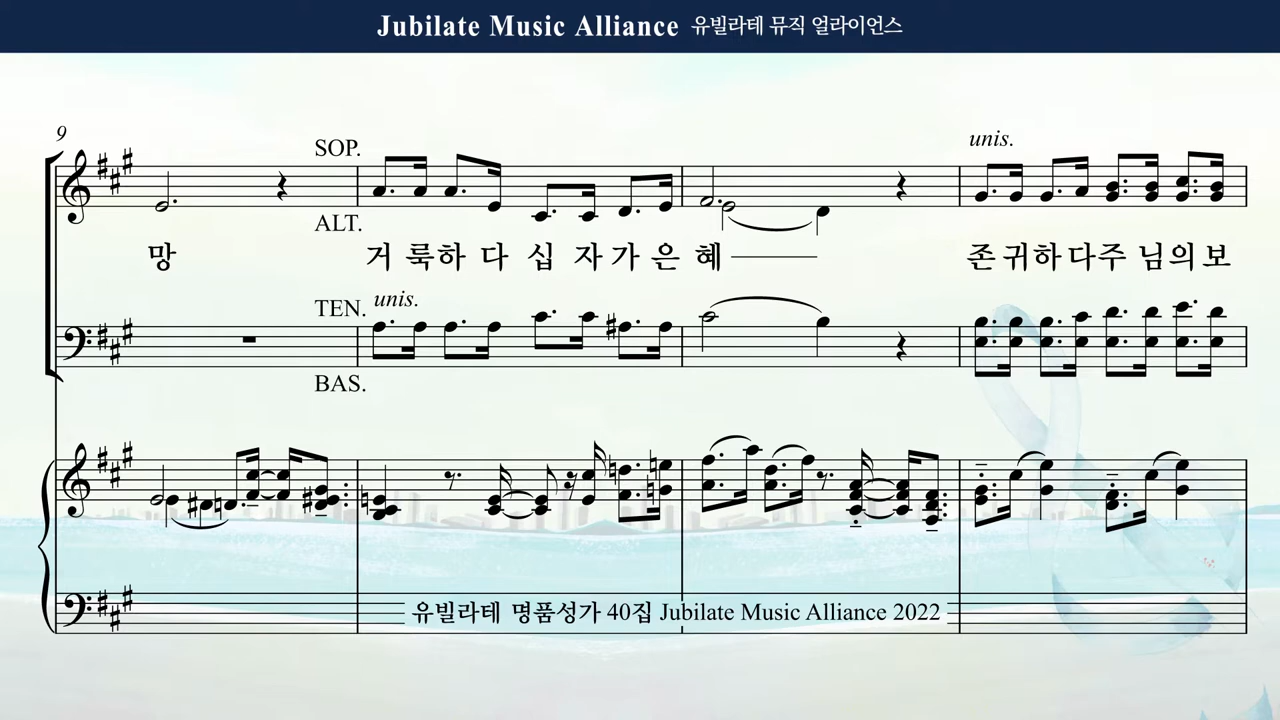 Jubilate Music Alliance 유빌라테 뮤직 얼라이언스
9
SOP.
unis.
ALT.
망 거 룩하 다 십 자 가 은 혜 존 귀 하 다 주 님 의 보
TEN. unis.
BAS.
유빌라테 명품성가 40집 Jubilate Music Alliance 2022